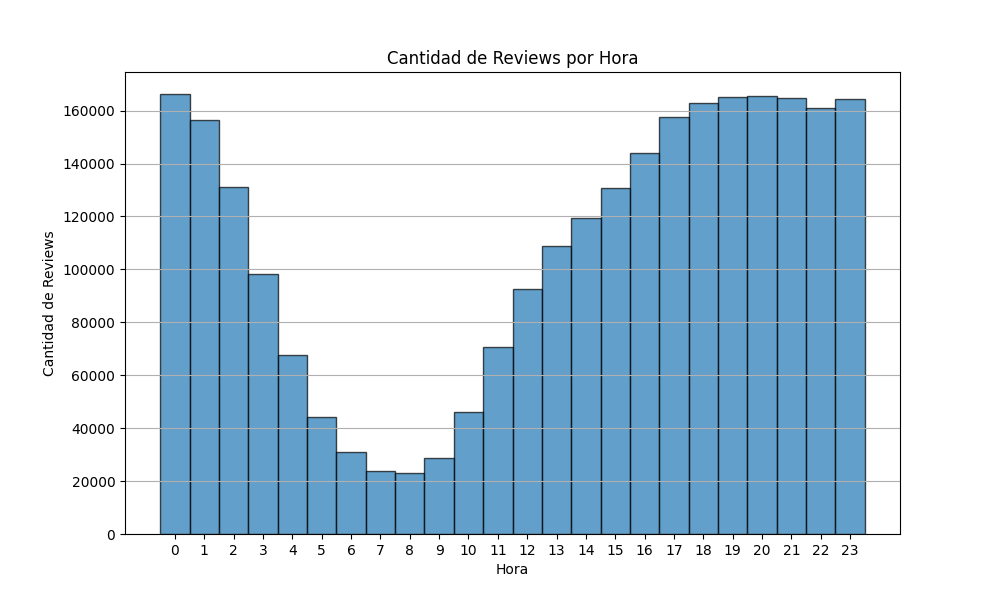 Cantidad de Reviews por Hora
Cantidad de Reviews
160000
140000
120000
100000
80000
60000
40000
20000
0
0 1 2 3 4 5 6 7 8 9 10 11 12 13 14 15 16 17 18 19 20 21 22 23
Hora